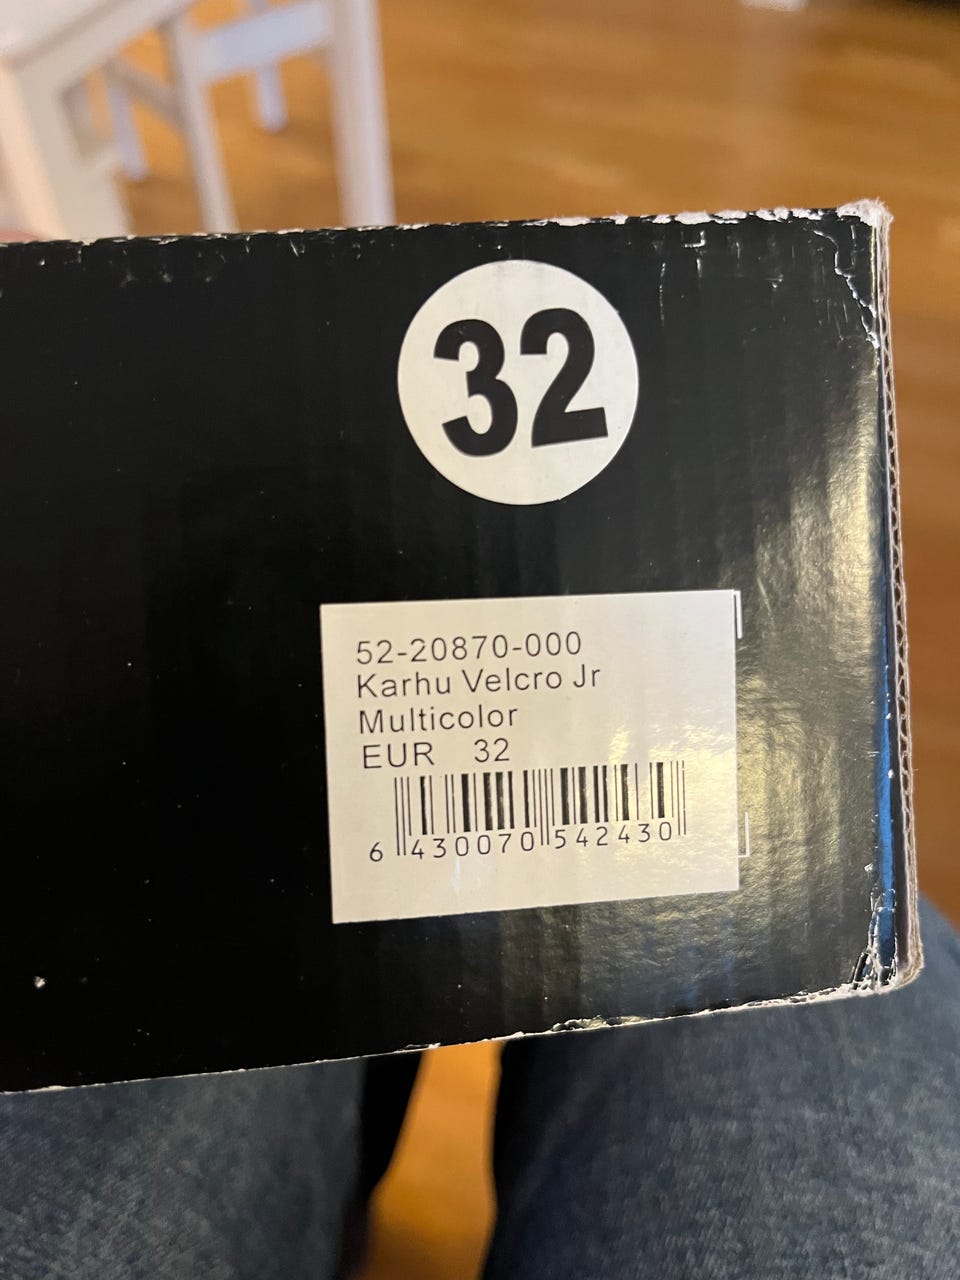 32
52-20870-000
Karhu Velcro Jr
Multicolor
EUR 32
6 430070 542430